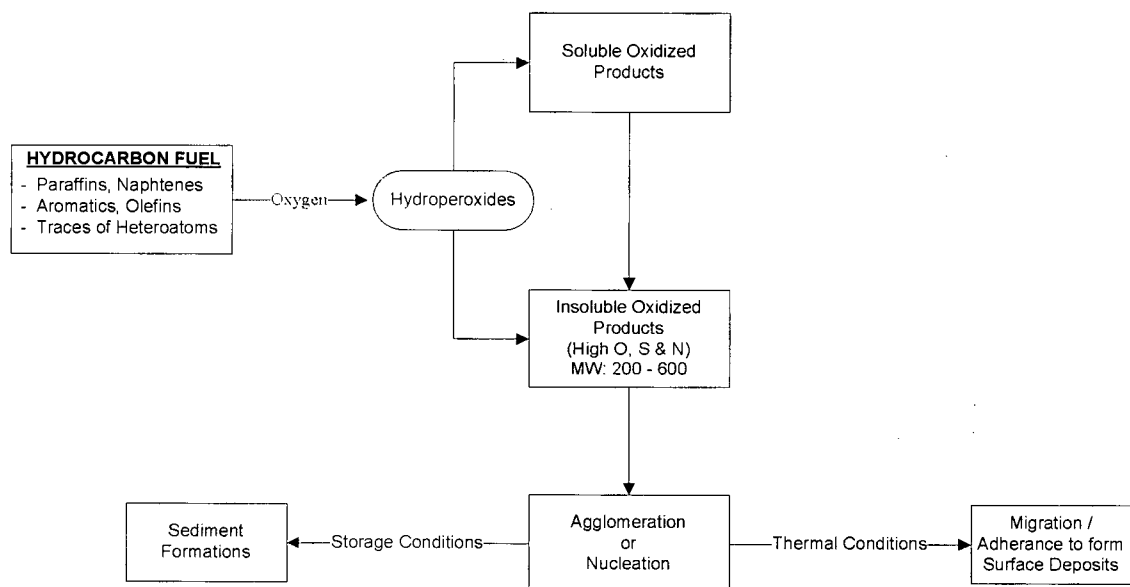 Soluble Oxidized
Products
HYDROCARBON FUEL
- Paraffins, Naphtenes
- Aromatics, Olefins
- Traces of Heteroatoms
Oxygen
Hydroperoxides
Insoluble Oxidized
Products
(High O, S & N)
MW: 200 - 600
Sediment
Formations
Storage Conditions
Agglomeration
or
Nucleation
Thermal Conditions
Migration /
Adherance to form
Surface Deposits